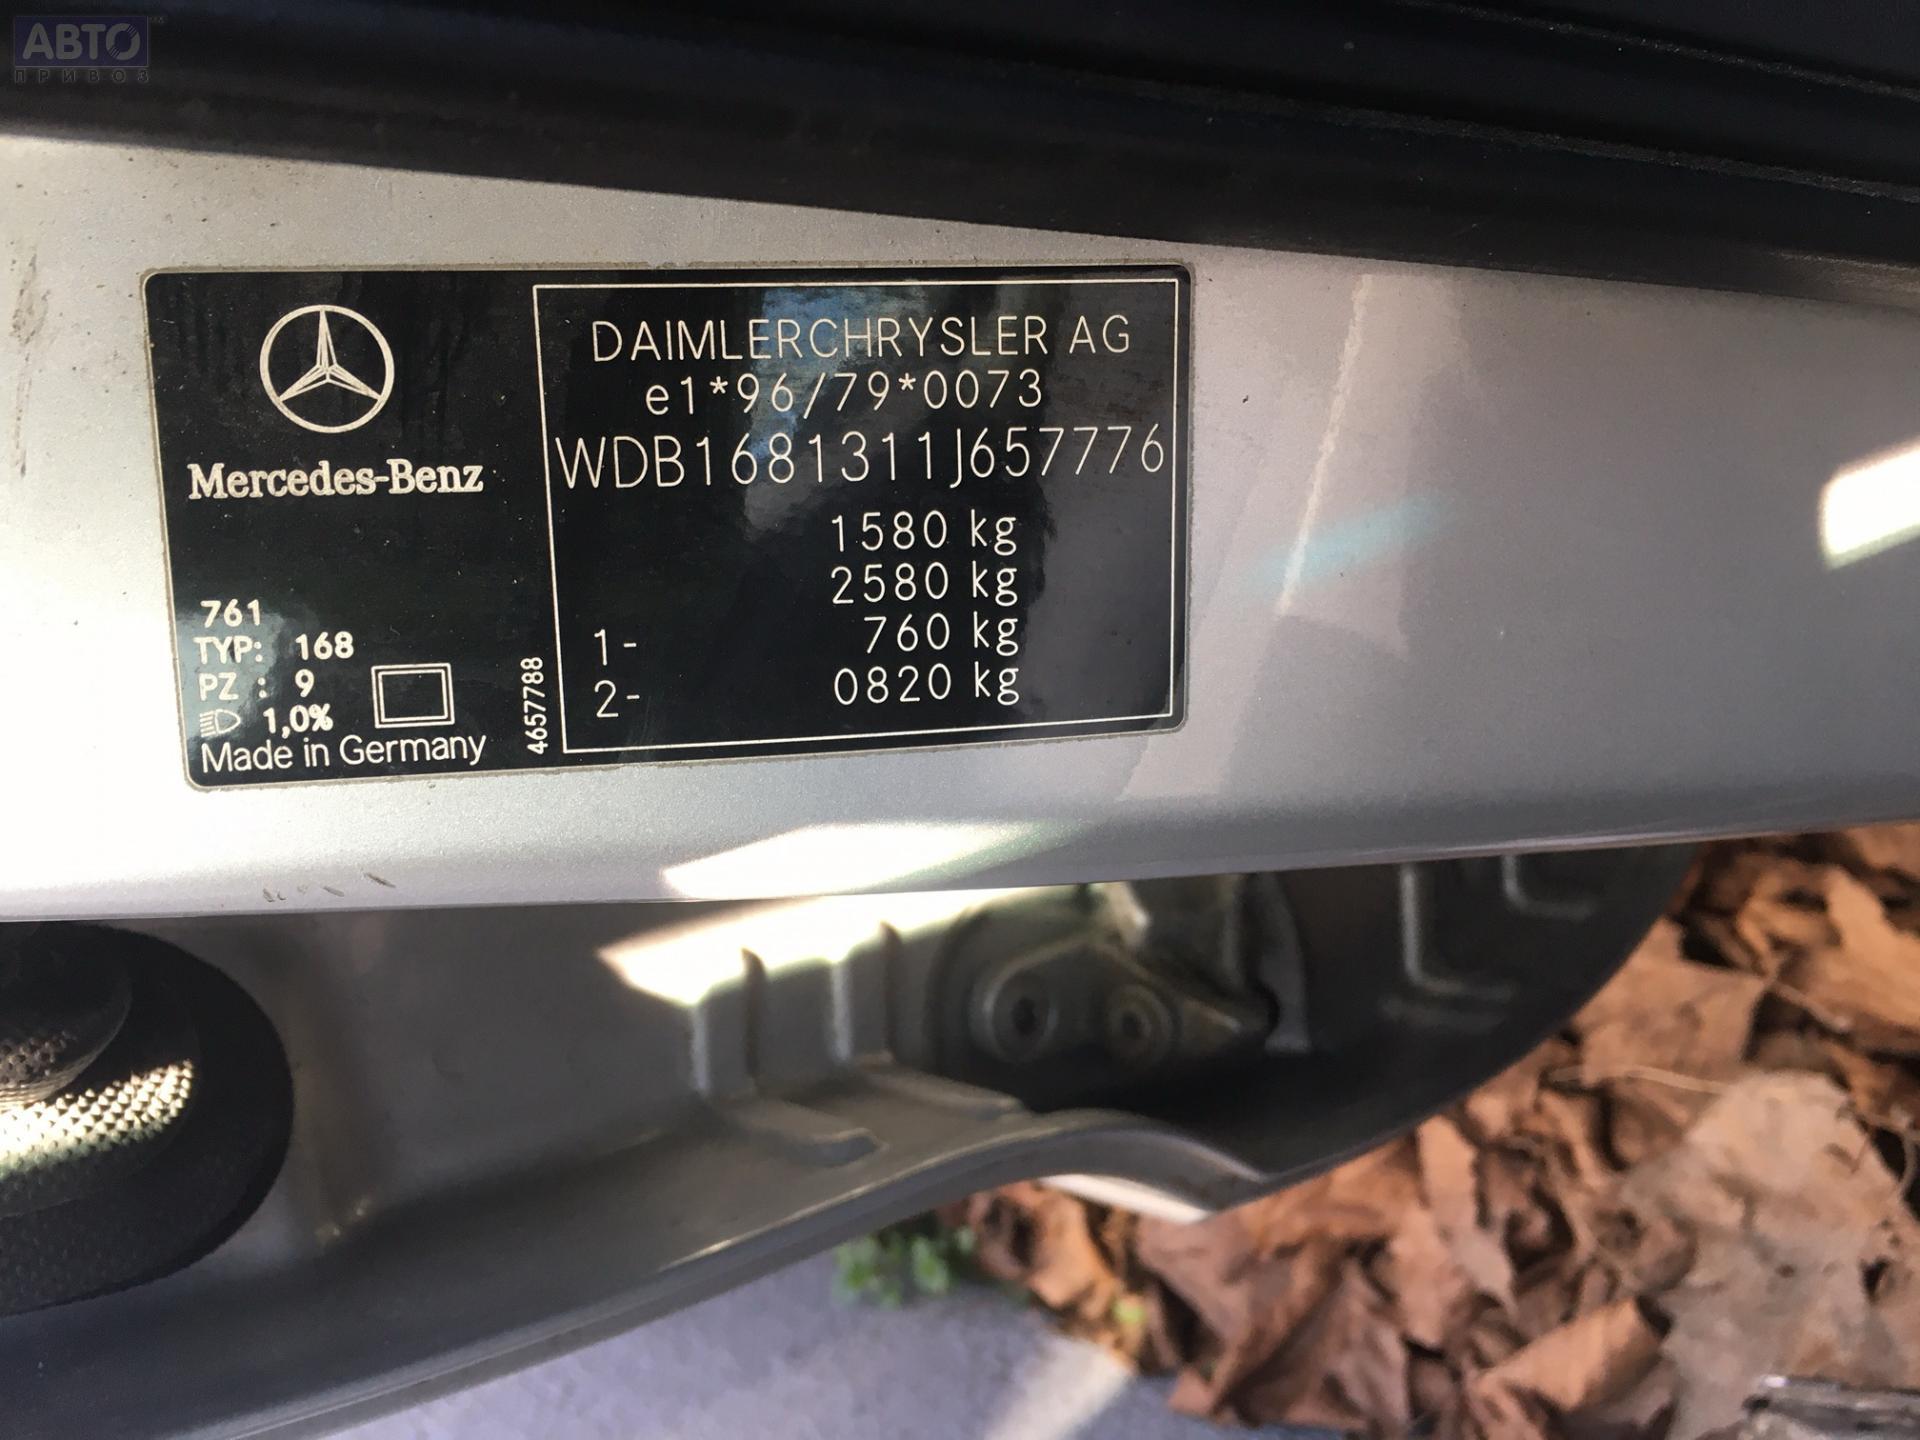 АВТО™
ПРИВОЗ
Mercedes-Benz
761
TYP: 168
PZ : 9
1,0%
Made in Germany
4657788
DAIMLERCHRYSLER AG
e1*96/79*0073
WDB1681311J657776
1580 kg
2580 kg
1- 760 kg
2- 0820 kg